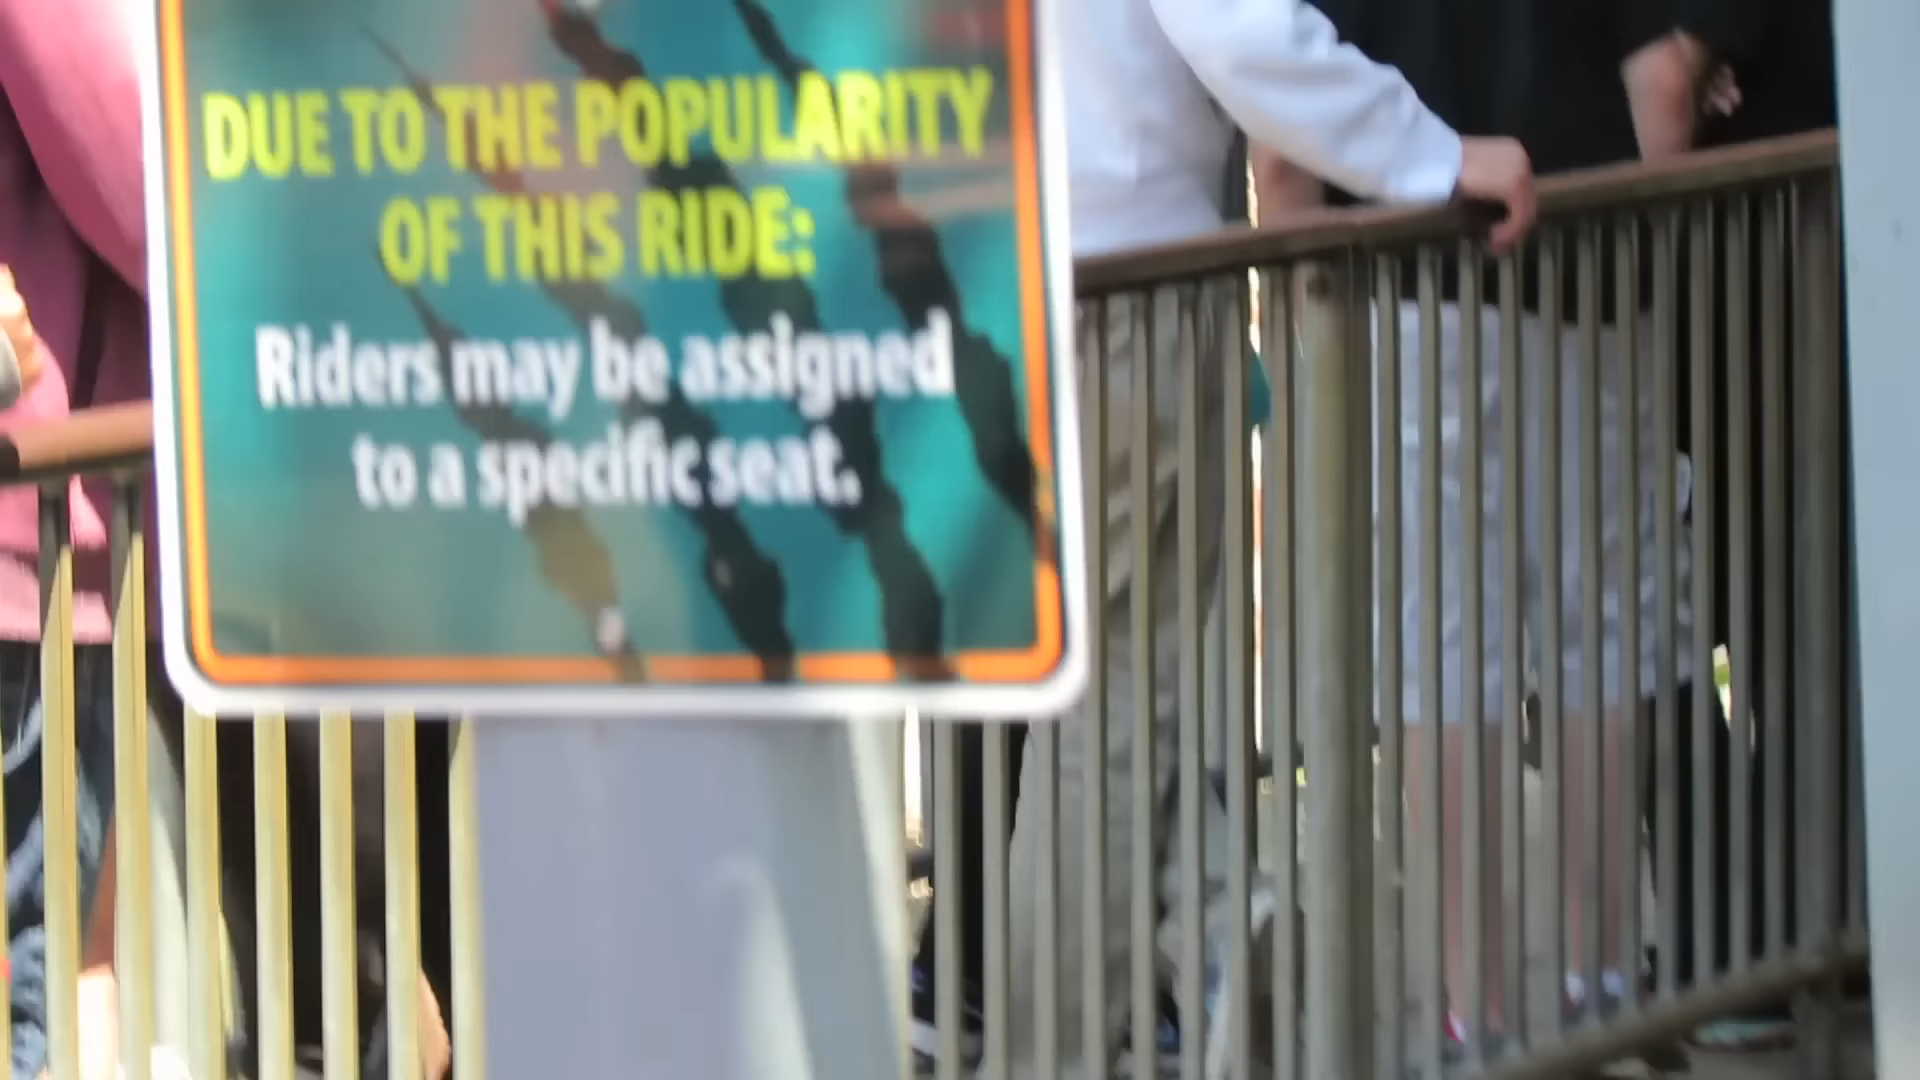 DUE TO THE POPULARITY
OF THIS RIDE:
Riders may be assigned
to a specific seat.